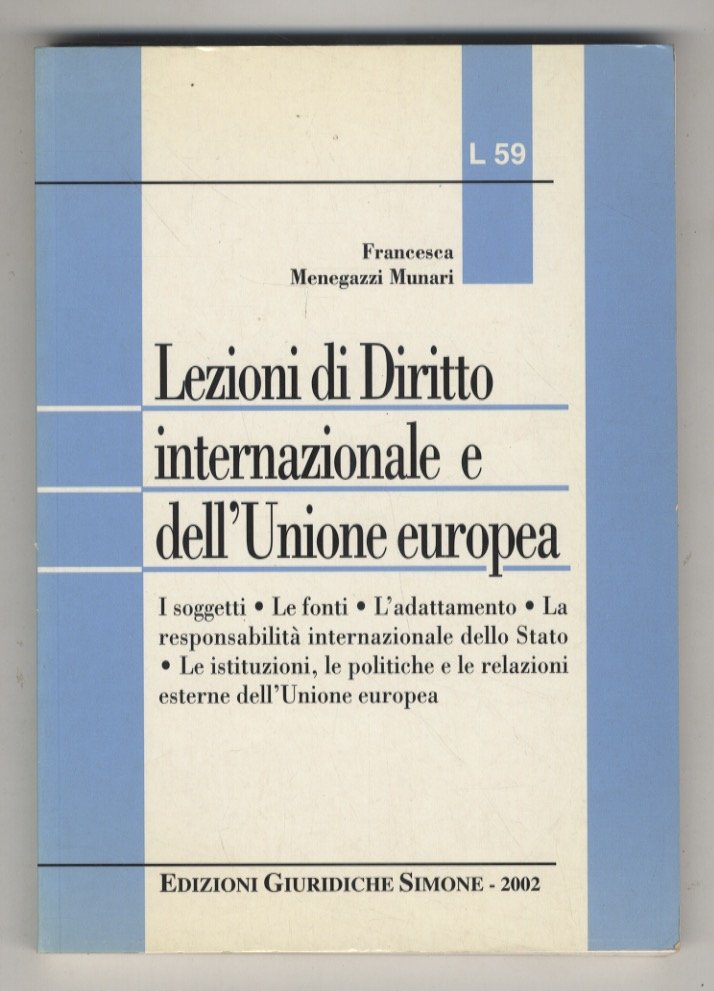 L 59
Francesca
Menegazzi Munari
Lezioni di Diritto
internazionale e
dell'Unione europea
I soggetti • Le fonti • L'adattamento • La
responsabilità internazionale dello Stato
• Le istituzioni, le politiche e le relazioni
esterne dell'Unione europea
EDIZIONI GIURIDICHE SIMONE - 2002